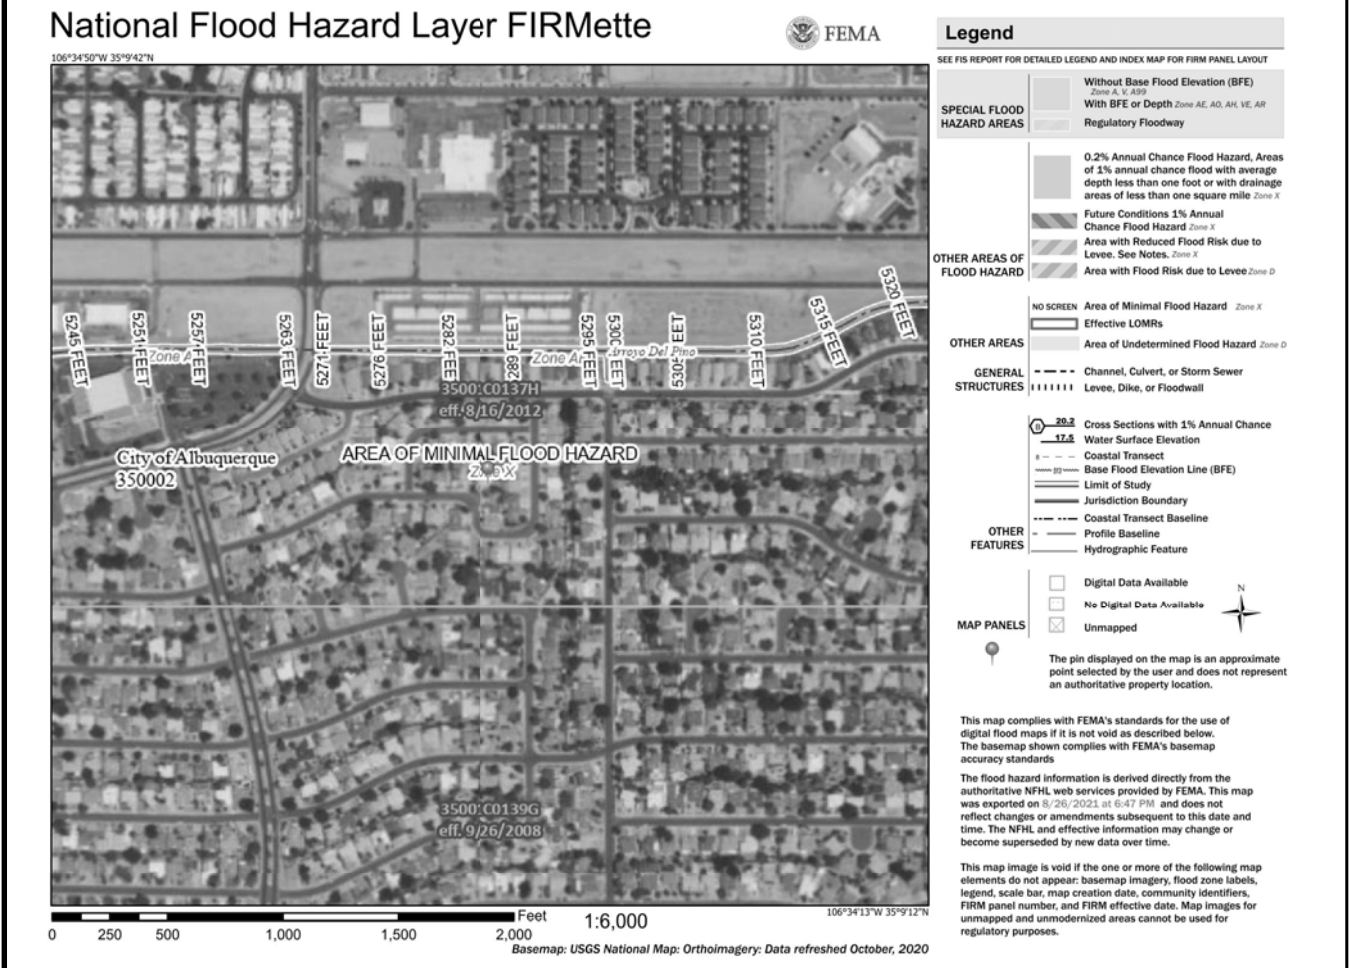 National Flood Hazard Layer FIRMette
FEMA
106°34'50"W 35°9'42"N
5245 FEET
5251 FEET
5257 FEET
5263 FEET
5271 FEET
5276 FEET
5282 FEET
289 FEET
5295 FEET
5300 FEET
FEET
5310 FEET
5315 FEET
5320 FEET
Zone A
Zone A
Arroyo Del Pino
eff. 8/16/2012
City of Albuquerque
350002
AREA OF MINIMAL FLOOD HAZARD
eff. 9/26/2008
Feet
0 250 500 1,000 1,500 2,000
1:6,000
106°34'13"W 35°9'12"N
Basemap: USGS National Map: Orthoimagery: Data refreshed October, 2020
Legend
SEE FIS REPORT FOR DETAILED LEGEND AND INDEX MAP FOR FIRM PANEL LAYOUT
SPECIAL FLOOD
HAZARD AREAS
Without Base Flood Elevation (BFE)
Zone A, V, A99
With BFE or Depth Zone AE, AO, AH, VE, AR
Regulatory Floodway
OTHER AREAS OF
FLOOD HAZARD
0.2% Annual Chance Flood Hazard, Areas
of 1% annual chance flood with average
depth less than one foot or with drainage
areas of less than one square mile Zone X
Future Conditions 1% Annual
Chance Flood Hazard Zone X
Area with Reduced Flood Risk due to
Levee. See Notes. Zone X
Area with Flood Risk due to Levee Zone D
OTHER AREAS
NO SCREEN Area of Minimal Flood Hazard Zone X
Effective LOMRs
Area of Undetermined Flood Hazard Zone D
GENERAL
STRUCTURES
Channel, Culvert, or Storm Sewer
Levee, Dike, or Floodwall
OTHER
FEATURES
20.2 Cross Sections with 1% Annual Chance
17.5 Water Surface Elevation
Coastal Transect
Base Flood Elevation Line (BFE)
Limit of Study
Jurisdiction Boundary
Coastal Transect Baseline
Profile Baseline
Hydrographic Feature
MAP PANELS
Digital Data Available
No Digital Data Available
Unmapped
N
The pin displayed on the map is an approximate
point selected by the user and does not represent
an authoritative property location.
This map complies with FEMA's standards for the use of
digital flood maps if it is not void as described below.
The basemap shown complies with FEMA's basemap
accuracy standards
The flood hazard information is derived directly from the
authoritative NFHL web services provided by FEMA. This map
was exported on 8/26/2021 at 6:47 PM and does not
reflect changes or amendments subsequent to this date and
time. The NFHL and effective information may change or
become superseded by new data over time.
This map image is void if the one or more of the following map
elements do not appear: basemap imagery, flood zone labels,
legend, scale bar, map creation date, community identifiers,
FIRM panel number, and FIRM effective date. Map images for
unmapped and unmodernized areas cannot be used for
regulatory purposes.